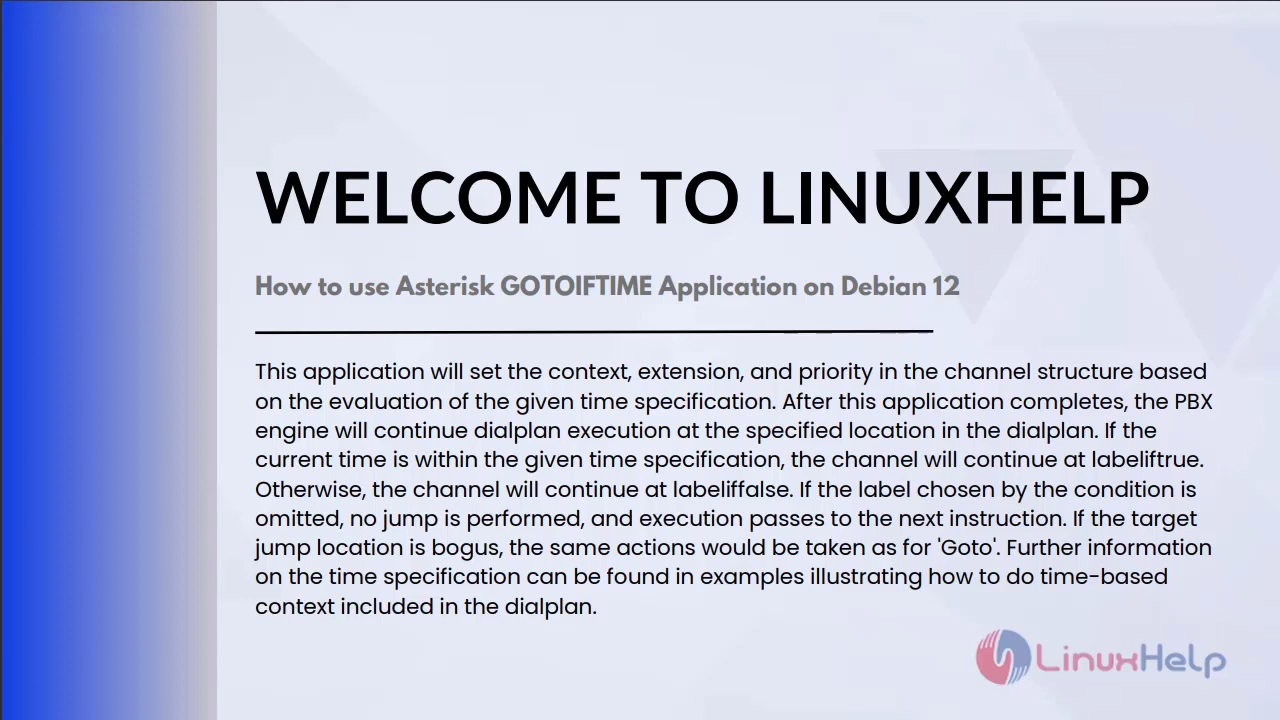 WELCOME TO LINUXHELP
How to use Asterisk GOTOIFTIME Application on Debian 12
This application will set the context, extension, and priority in the channel structure based
on the evaluation of the given time specification. After this application completes, the PBX
engine will continue dialplan execution at the specified location in the dialplan. If the
current time is within the given time specification, the channel will continue at labeliftrue.
Otherwise, the channel will continue at labeliffalse. If the label chosen by the condition is
omitted, no jump is performed, and execution passes to the next instruction. If the target
jump location is bogus, the same actions would be taken as for 'Goto'. Further information
on the time specification can be found in examples illustrating how to do time-based
context included in the dialplan.
LinuxHelp